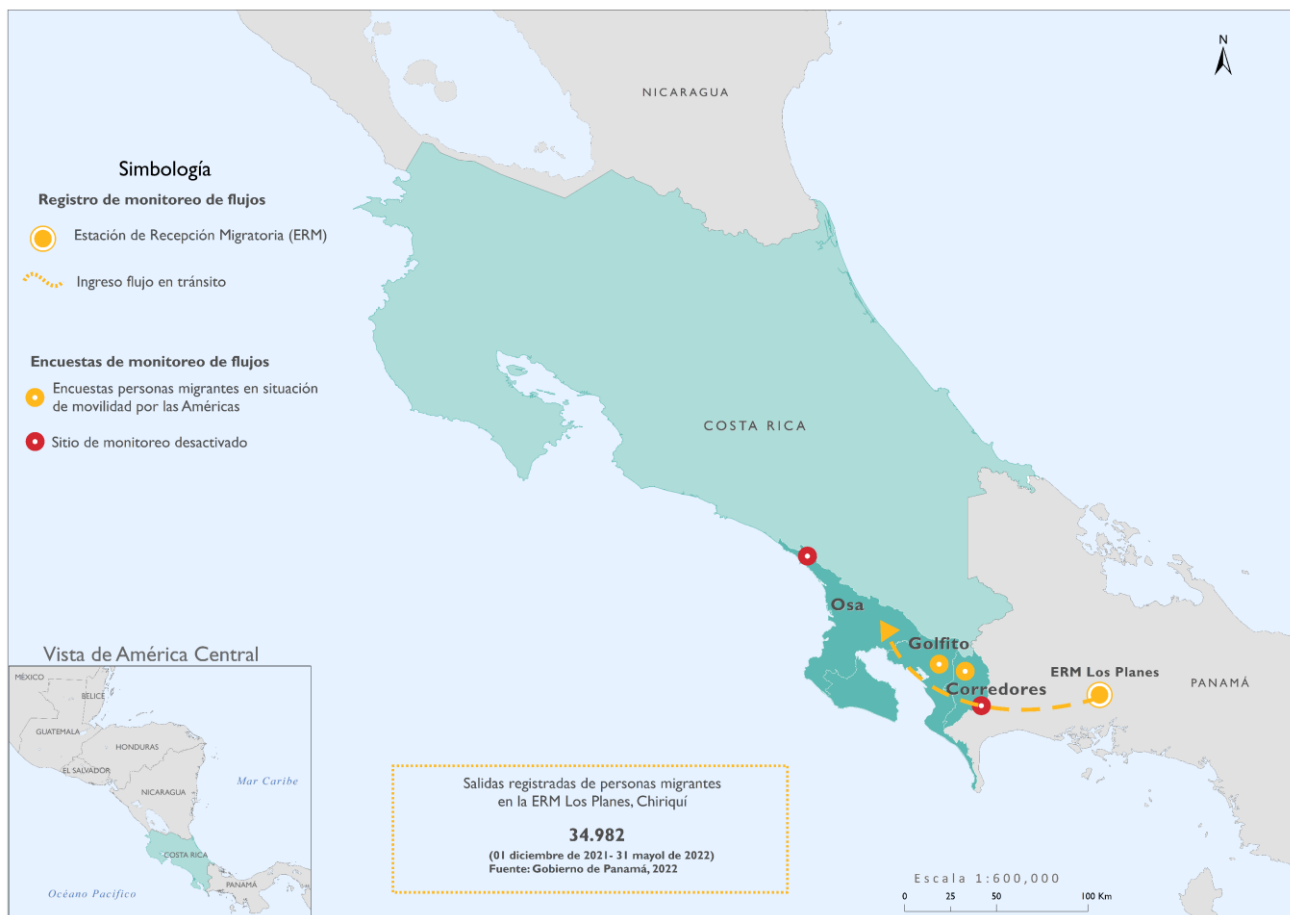 N
NICARAGUA
Simbología
Registro de monitoreo de flujos
Estación de Recepción Migratoria (ERM)
Ingreso flujo en tránsito
Encuestas de monitoreo de flujos
Encuestas personas migrantes en situación
de movilidad por las Américas
Sitio de monitoreo desactivado
COSTA RICA
Osa
Golfito
Corredores
ERM Los Planes
PANAMÁ
Vista de América Central
MÉXICO
BELICE
GUATEMALA
HONDURAS
EL SALVADOR
NICARAGUA
COSTA RICA
PANAMÁ
Mar Caribe
Océano Pacífico
Salidas registradas de personas migrantes
en la ERM Los Planes, Chiriquí
34.982
(01 diciembre de 2021- 31 mayol de 2022)
Fuente: Gobierno de Panamá, 2022
Escala 1:600,000
0 25 50 100 Km